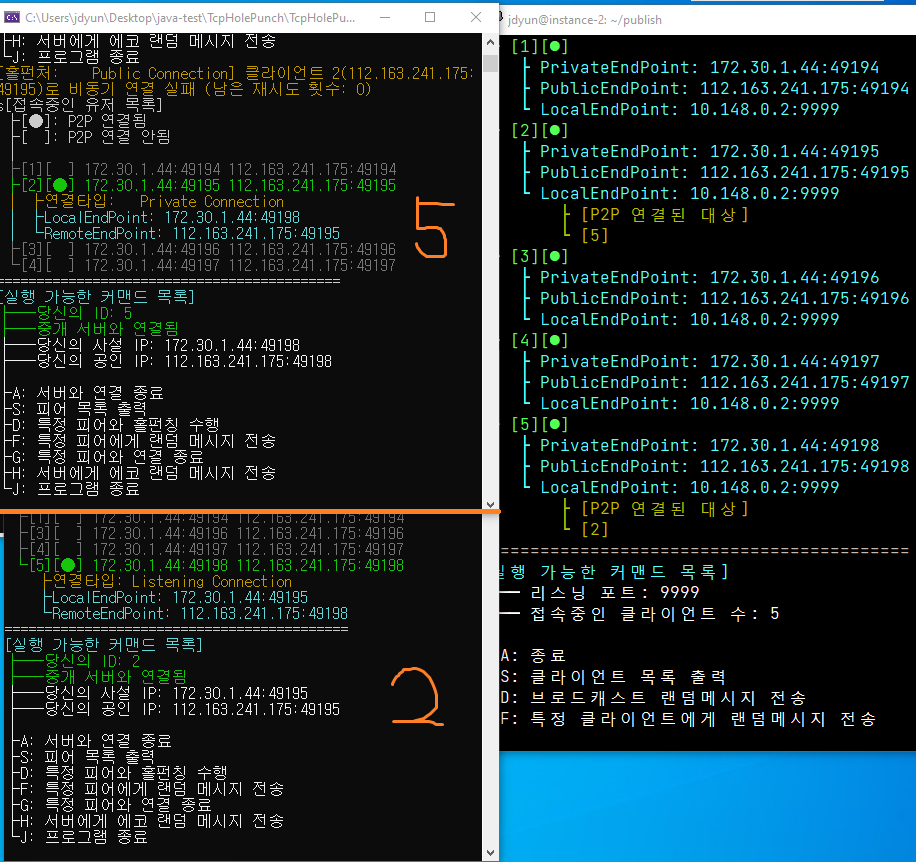 C:\Users\jdyun\Desktop\java-test\TcpHolePunch\TcpHolePu...
├H: 서버에게 에코 랜덤 메시지 전송
└J: 프로그램 종료
[홀펀처:    Public Connection] 클라이언트 2(112.163.241.175:
49195)로 비동기 연결 실패 (남은 재시도 횟수: 0)
s[접속중인 유저 목록]
├[●]: P2P 연결됨
├[  ]: P2P 연결 안됨
│
├[1][  ] 172.30.1.44:49194 112.163.241.175:49194
├[2][●] 172.30.1.44:49195 112.163.241.175:49195
│  ├연결타입:   Private Connection
│  ├LocalEndPoint: 172.30.1.44:49198
│  └RemoteEndPoint: 112.163.241.175:49195
├[3][  ] 172.30.1.44:49196 112.163.241.175:49196
└[4][  ] 172.30.1.44:49197 112.163.241.175:49197
5
========================================
[실행 가능한 커맨드 목록]
├──당신의 ID: 5
├──중개 서버와 연결됨
├──당신의 사설 IP: 172.30.1.44:49198
├──당신의 공인 IP: 112.163.241.175:49198
│
├A: 서버와 연결 종료
├S: 피어 목록 출력
├D: 특정 피어와 홀펀칭 수행
├F: 특정 피어에게 랜덤 메시지 전송
├G: 특정 피어와 연결 종료
├H: 서버에게 에코 랜덤 메시지 전송
└J: 프로그램 종료
├[1][  ] 172.30.1.44:49194 112.163.241.175:49194
├[3][  ] 172.30.1.44:49196 112.163.241.175:49196
├[4][  ] 172.30.1.44:49197 112.163.241.175:49197
└[5][●] 172.30.1.44:49198 112.163.241.175:49198
├연결타입: Listening Connection
├LocalEndPoint: 172.30.1.44:49195
└RemoteEndPoint: 112.163.241.175:49198
========================================
[실행 가능한 커맨드 목록]
├──당신의 ID: 2
├──중개 서버와 연결됨
├──당신의 사설 IP: 172.30.1.44:49195
├──당신의 공인 IP: 112.163.241.175:49195
2
│
├A: 서버와 연결 종료
├S: 피어 목록 출력
├D: 특정 피어와 홀펀칭 수행
├F: 특정 피어에게 랜덤 메시지 전송
├G: 특정 피어와 연결 종료
├H: 서버에게 에코 랜덤 메시지 전송
└J: 프로그램 종료
jdyun@instance-2: ~/publish
[1][●]
├ PrivateEndPoint: 172.30.1.44:49194
├ PublicEndPoint: 112.163.241.175:49194
└ LocalEndPoint: 10.148.0.2:9999
[2][●]
├ PrivateEndPoint: 172.30.1.44:49195
├ PublicEndPoint: 112.163.241.175:49195
└ LocalEndPoint: 10.148.0.2:9999
├ [P2P 연결된 대상]
└ [5]
[3][●]
├ PrivateEndPoint: 172.30.1.44:49196
├ PublicEndPoint: 112.163.241.175:49196
└ LocalEndPoint: 10.148.0.2:9999
[4][●]
├ PrivateEndPoint: 172.30.1.44:49197
├ PublicEndPoint: 112.163.241.175:49197
└ LocalEndPoint: 10.148.0.2:9999
[5][●]
├ PrivateEndPoint: 172.30.1.44:49198
├ PublicEndPoint: 112.163.241.175:49198
└ LocalEndPoint: 10.148.0.2:9999
├ [P2P 연결된 대상]
└ [2]
========================================
실행 가능한 커맨드 목록]
── 리스닝 포트: 9999
── 접속중인 클라이언트 수: 5
A: 종료
S: 클라이언트 목록 출력
D: 브로드캐스트 랜덤메시지 전송
F: 특정 클라이언트에게 랜덤메시지 전송